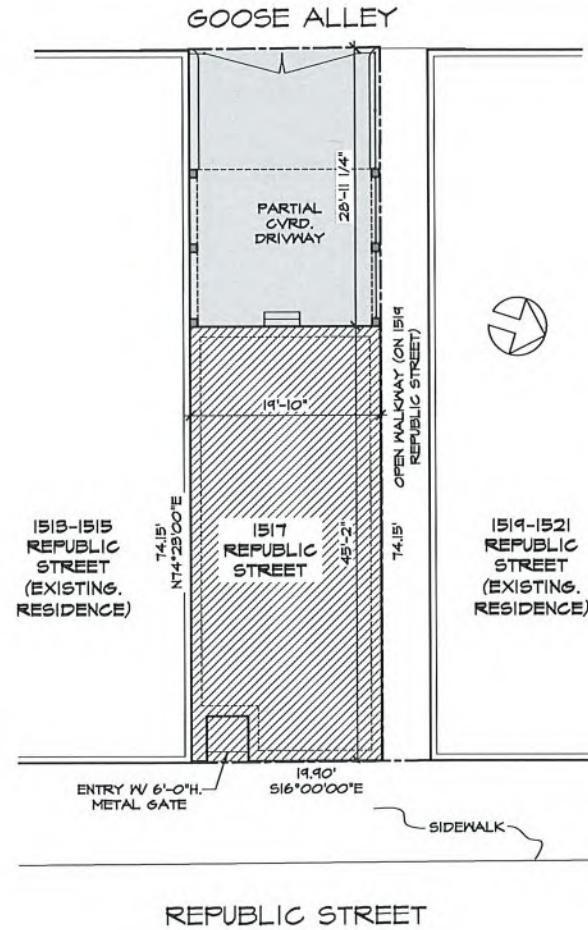 GOOSE ALLEY
28'-11 1/4"
PARTIAL
CVRD.
DRIVWAY
OPEN WALKWAY (ON 1519
REPUBLIC STREET)
19'-10"
1513-1515
REPUBLIC
STREET
(EXISTING.
RESIDENCE)
74.15'
N74°23'00"E
1517
REPUBLIC
STREET
45'-2"
74.15'
1519-1521
REPUBLIC
STREET
(EXISTING.
RESIDENCE)
ENTRY W/ 6'-0"H.
METAL GATE
19.90'
S16°00'00"E
SIDEWALK
REPUBLIC STREET